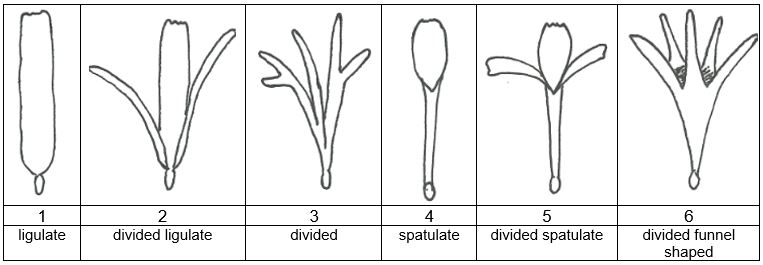 1 2 3 4 5 6
ligulate divided ligulate divided spatulate divided spatulate divided funnel
shaped